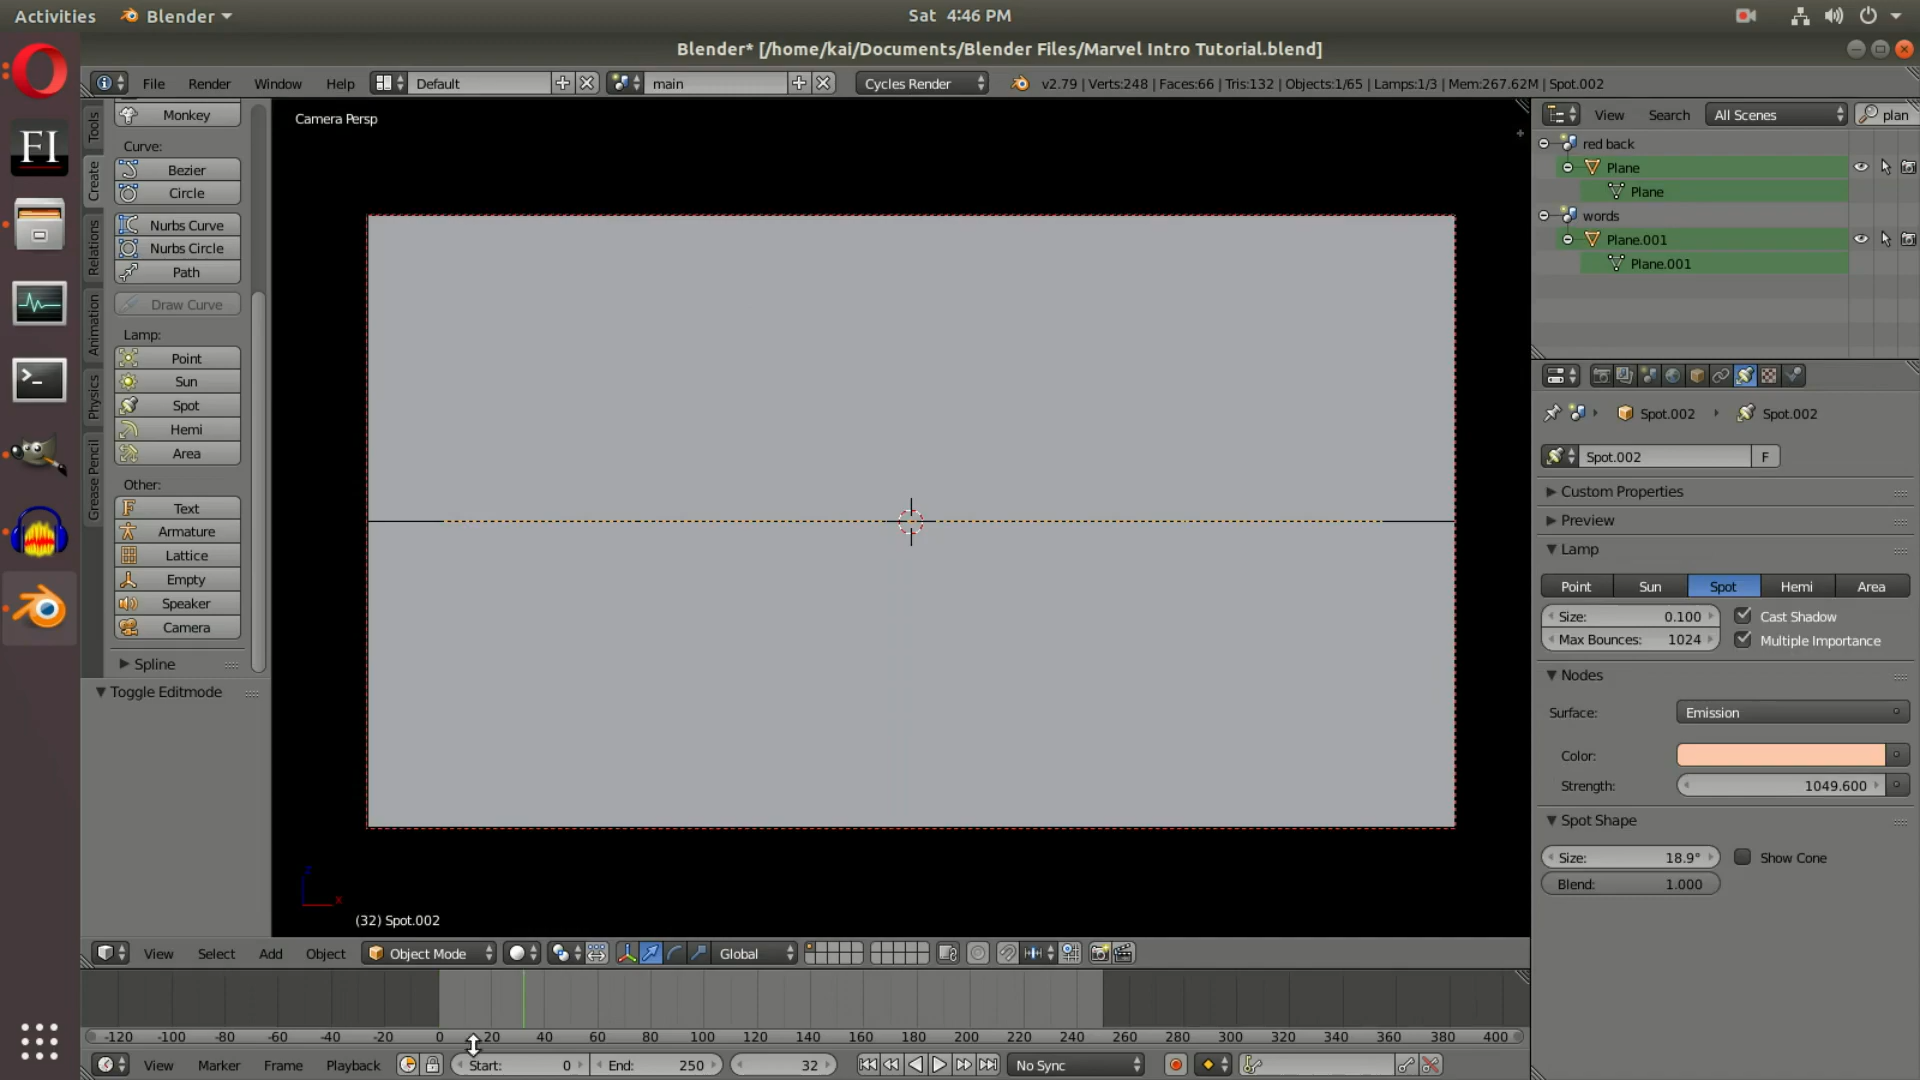 Activities Blender Sat 4:46 PM
Blender* [/home/kai/Documents/Blender Files/Marvel Intro Tutorial.blend]
File Render Window Help Default main Cycles Render v2.79 | Verts:248 | Faces:66 | Tris:132 | Objects:1/65 | Lamps:1/3 | Mem:267.62M | Spot.002
FI
Tools
Create
Relations
Animation
Physics
Grease Pencil
Monkey
Curve:
Bezier
Circle
Nurbs Curve
Nurbs Circle
Path
Draw Curve
Lamp:
Point
Sun
Spot
Hemi
Area
Other:
Text
Armature
Lattice
Empty
Speaker
Camera
Spline
Toggle Editmode
Camera Persp
z
x
(32) Spot.002
View Search All Scenes plan
red back
Plane
Plane
words
Plane.001
Plane.001
Spot.002 Spot.002
Spot.002 F
Custom Properties
Preview
Lamp
Point Sun Spot Hemi Area
Size: 0.100 Cast Shadow
Max Bounces: 1024 Multiple Importance
Nodes
Surface: Emission
Color:
Strength: 1049.600
Spot Shape
Size: 18.9° Show Cone
Blend: 1.000
View Select Add Object Object Mode Global
-120 -100 -80 -60 -40 -20 0 20 40 60 80 100 120 140 160 180 200 220 240 260 280 300 320 340 360 380 400
View Marker Frame Playback Start: 0 End: 250 32 No Sync